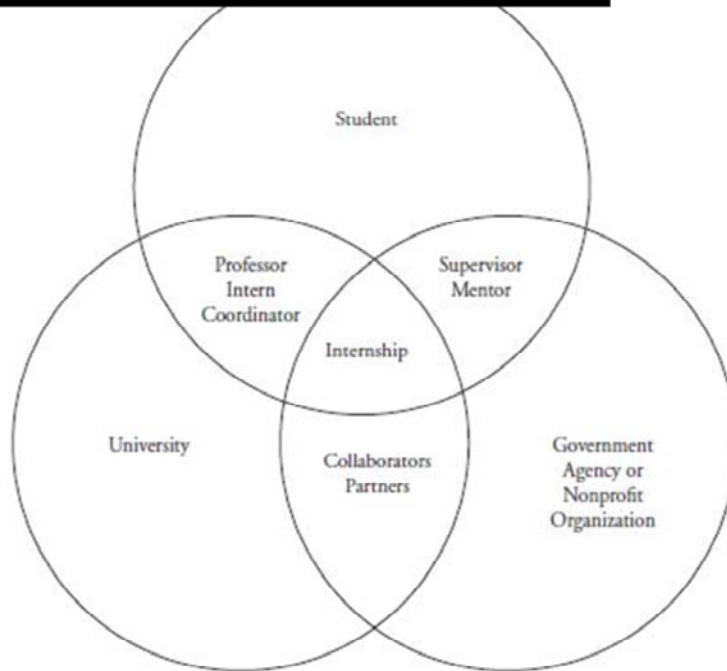 Student
Professor
Intern
Coordinator
Supervisor
Mentor
Internship
University
Collaborators
Partners
Government
Agency or
Nonprofit
Organization